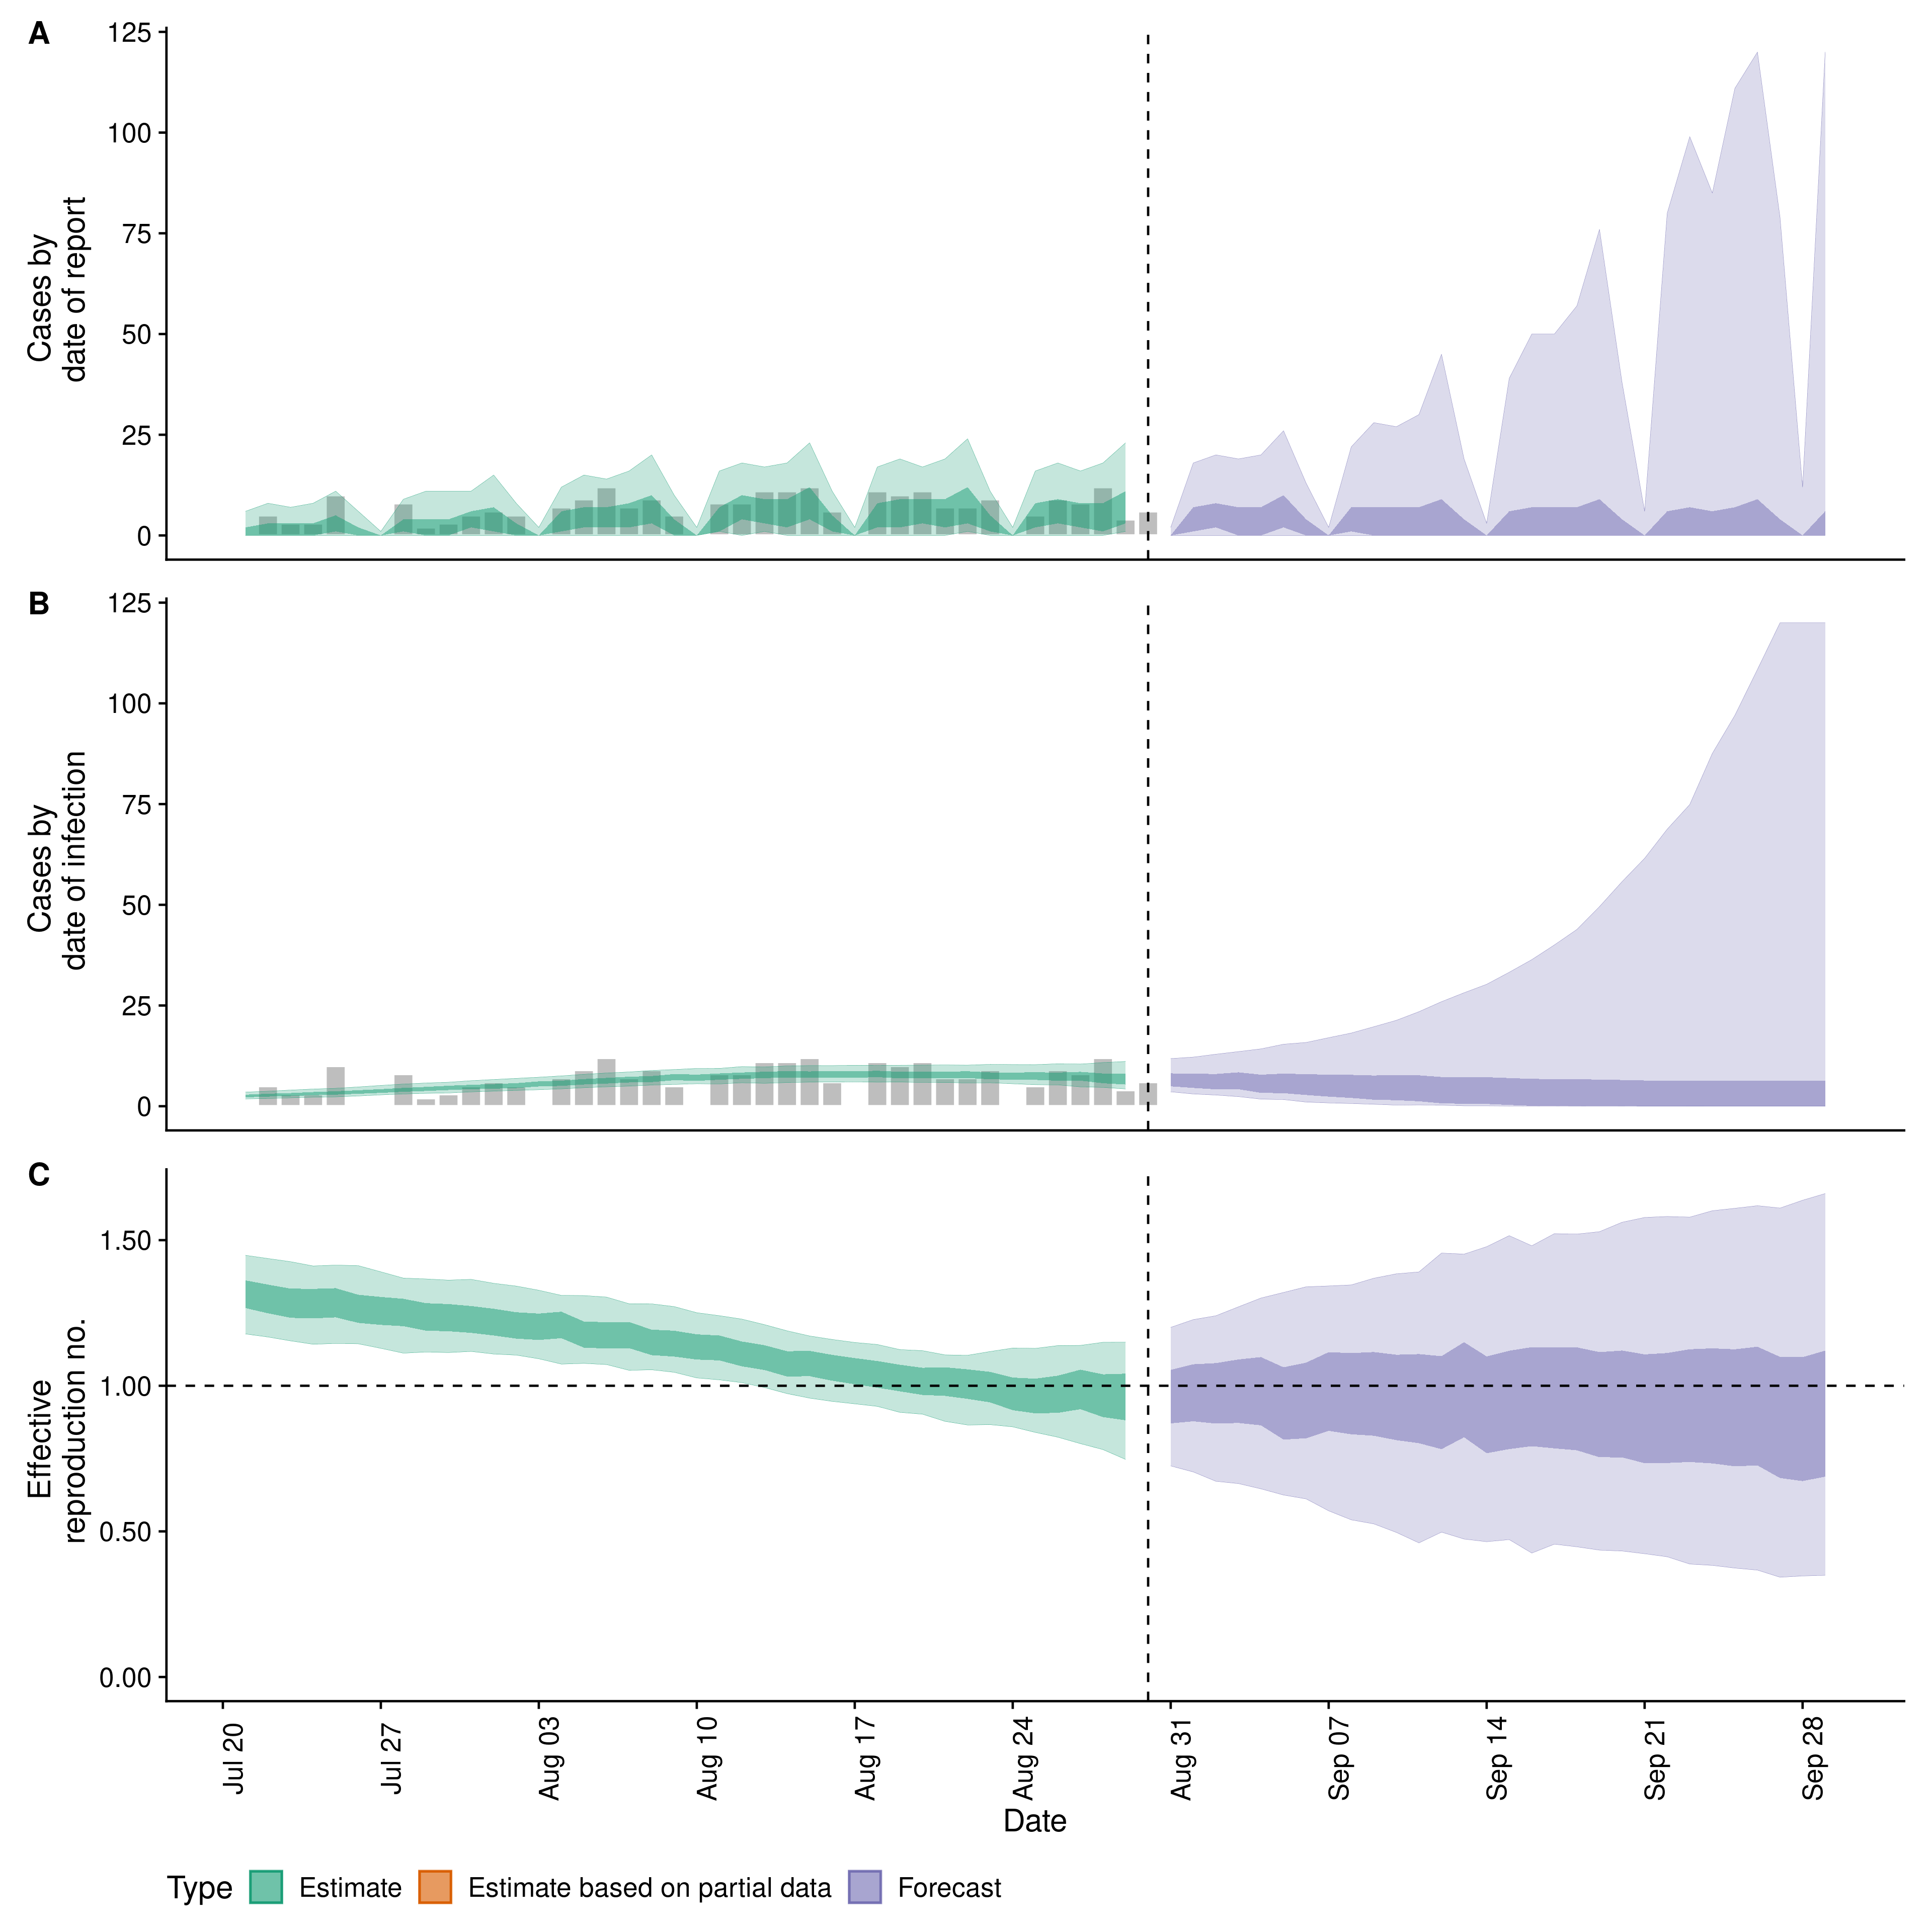 A
125
100
75
50
25
0
Cases by
date of report
B
125
100
75
50
25
0
Cases by
date of infection
C
1.50
1.00
0.50
0.00
Effective
reproduction no.
Jul 20
Jul 27
Aug 03
Aug 10
Aug 17
Aug 24
Aug 31
Sep 07
Sep 14
Sep 21
Sep 28
Date
Type Estimate Estimate based on partial data Forecast